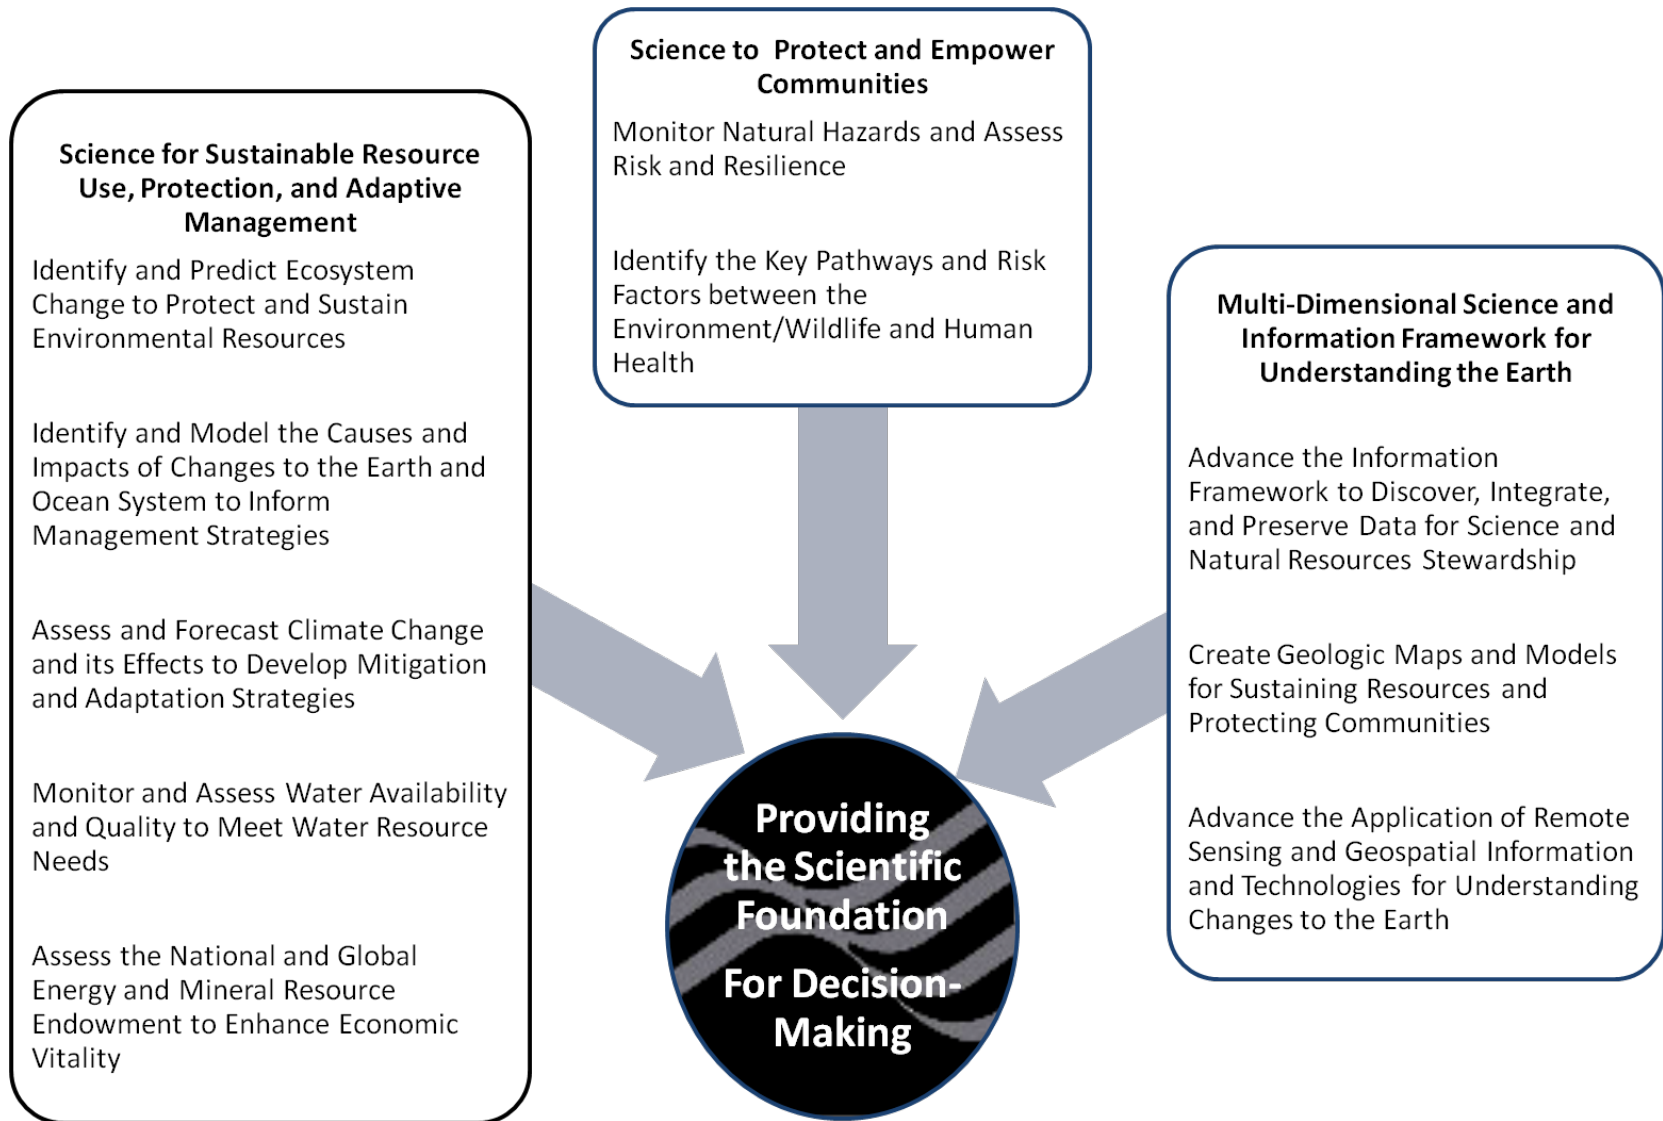 Science for Sustainable Resource
Use, Protection, and Adaptive
Management
Identify and Predict Ecosystem
Change to Protect and Sustain
Environmental Resources
Identify and Model the Causes and
Impacts of Changes to the Earth and
Ocean System to Inform
Management Strategies
Assess and Forecast Climate Change
and its Effects to Develop Mitigation
and Adaptation Strategies
Monitor and Assess Water Availability
and Quality to Meet Water Resource
Needs
Assess the National and Global
Energy and Mineral Resource
Endowment to Enhance Economic
Vitality
Science to Protect and Empower
Communities
Monitor Natural Hazards and Assess
Risk and Resilience
Identify the Key Pathways and Risk
Factors between the
Environment/Wildlife and Human
Health
Multi-Dimensional Science and
Information Framework for
Understanding the Earth
Advance the Information
Framework to Discover, Integrate,
and Preserve Data for Science and
Natural Resources Stewardship
Create Geologic Maps and Models
for Sustaining Resources and
Protecting Communities
Advance the Application of Remote
Sensing and Geospatial Information
and Technologies for Understanding
Changes to the Earth
Providing
the Scientific
Foundation
For Decision-
Making